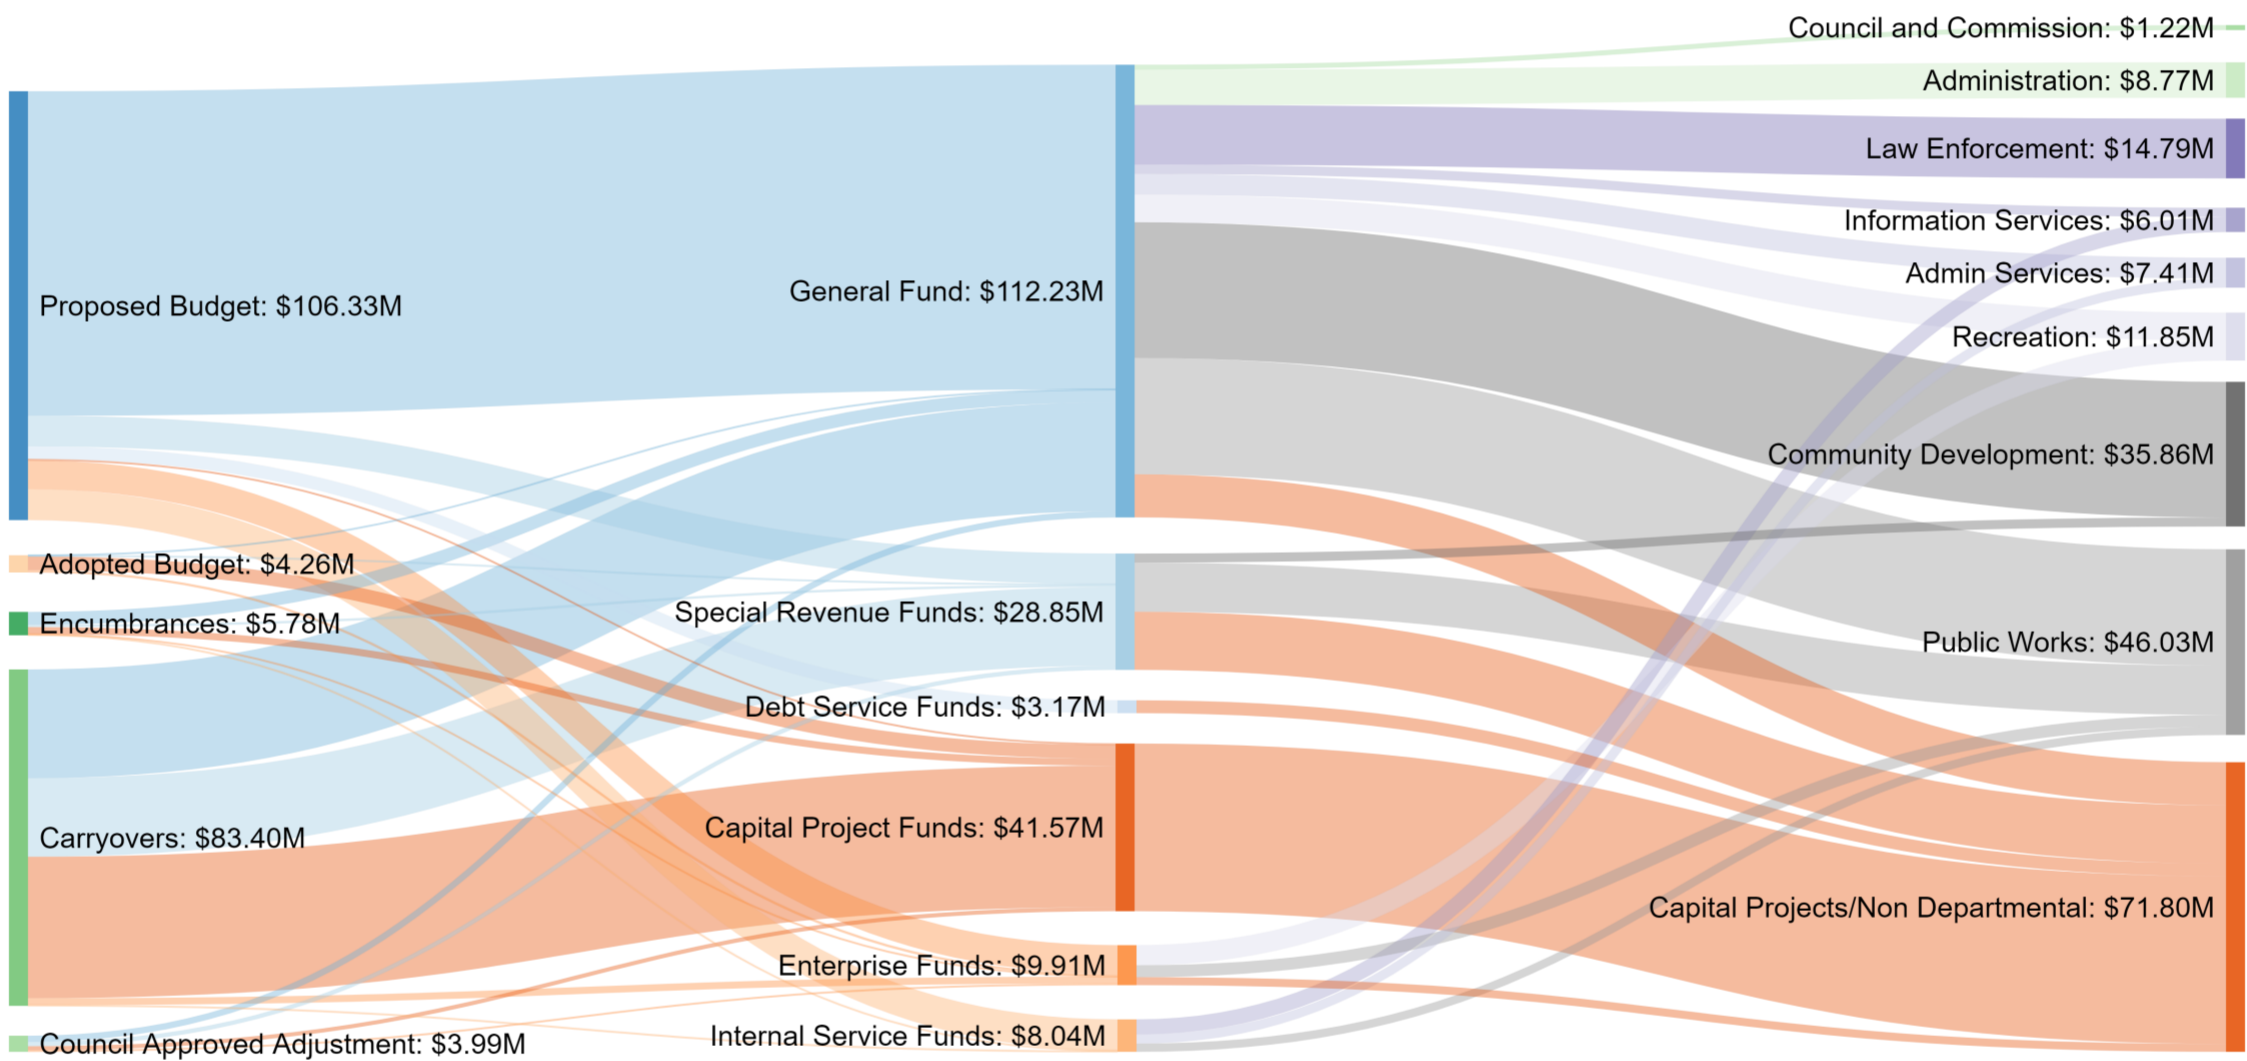 Proposed Budget: $106.33M
Adopted Budget: $4.26M
Encumbrances: $5.78M
Carryovers: $83.40M
Council Approved Adjustment: $3.99M
General Fund: $112.23M
Special Revenue Funds: $28.85M
Debt Service Funds: $3.17M
Capital Project Funds: $41.57M
Enterprise Funds: $9.91M
Internal Service Funds: $8.04M
Council and Commission: $1.22M
Administration: $8.77M
Law Enforcement: $14.79M
Information Services: $6.01M
Admin Services: $7.41M
Recreation: $11.85M
Community Development: $35.86M
Public Works: $46.03M
Capital Projects/Non Departmental: $71.80M